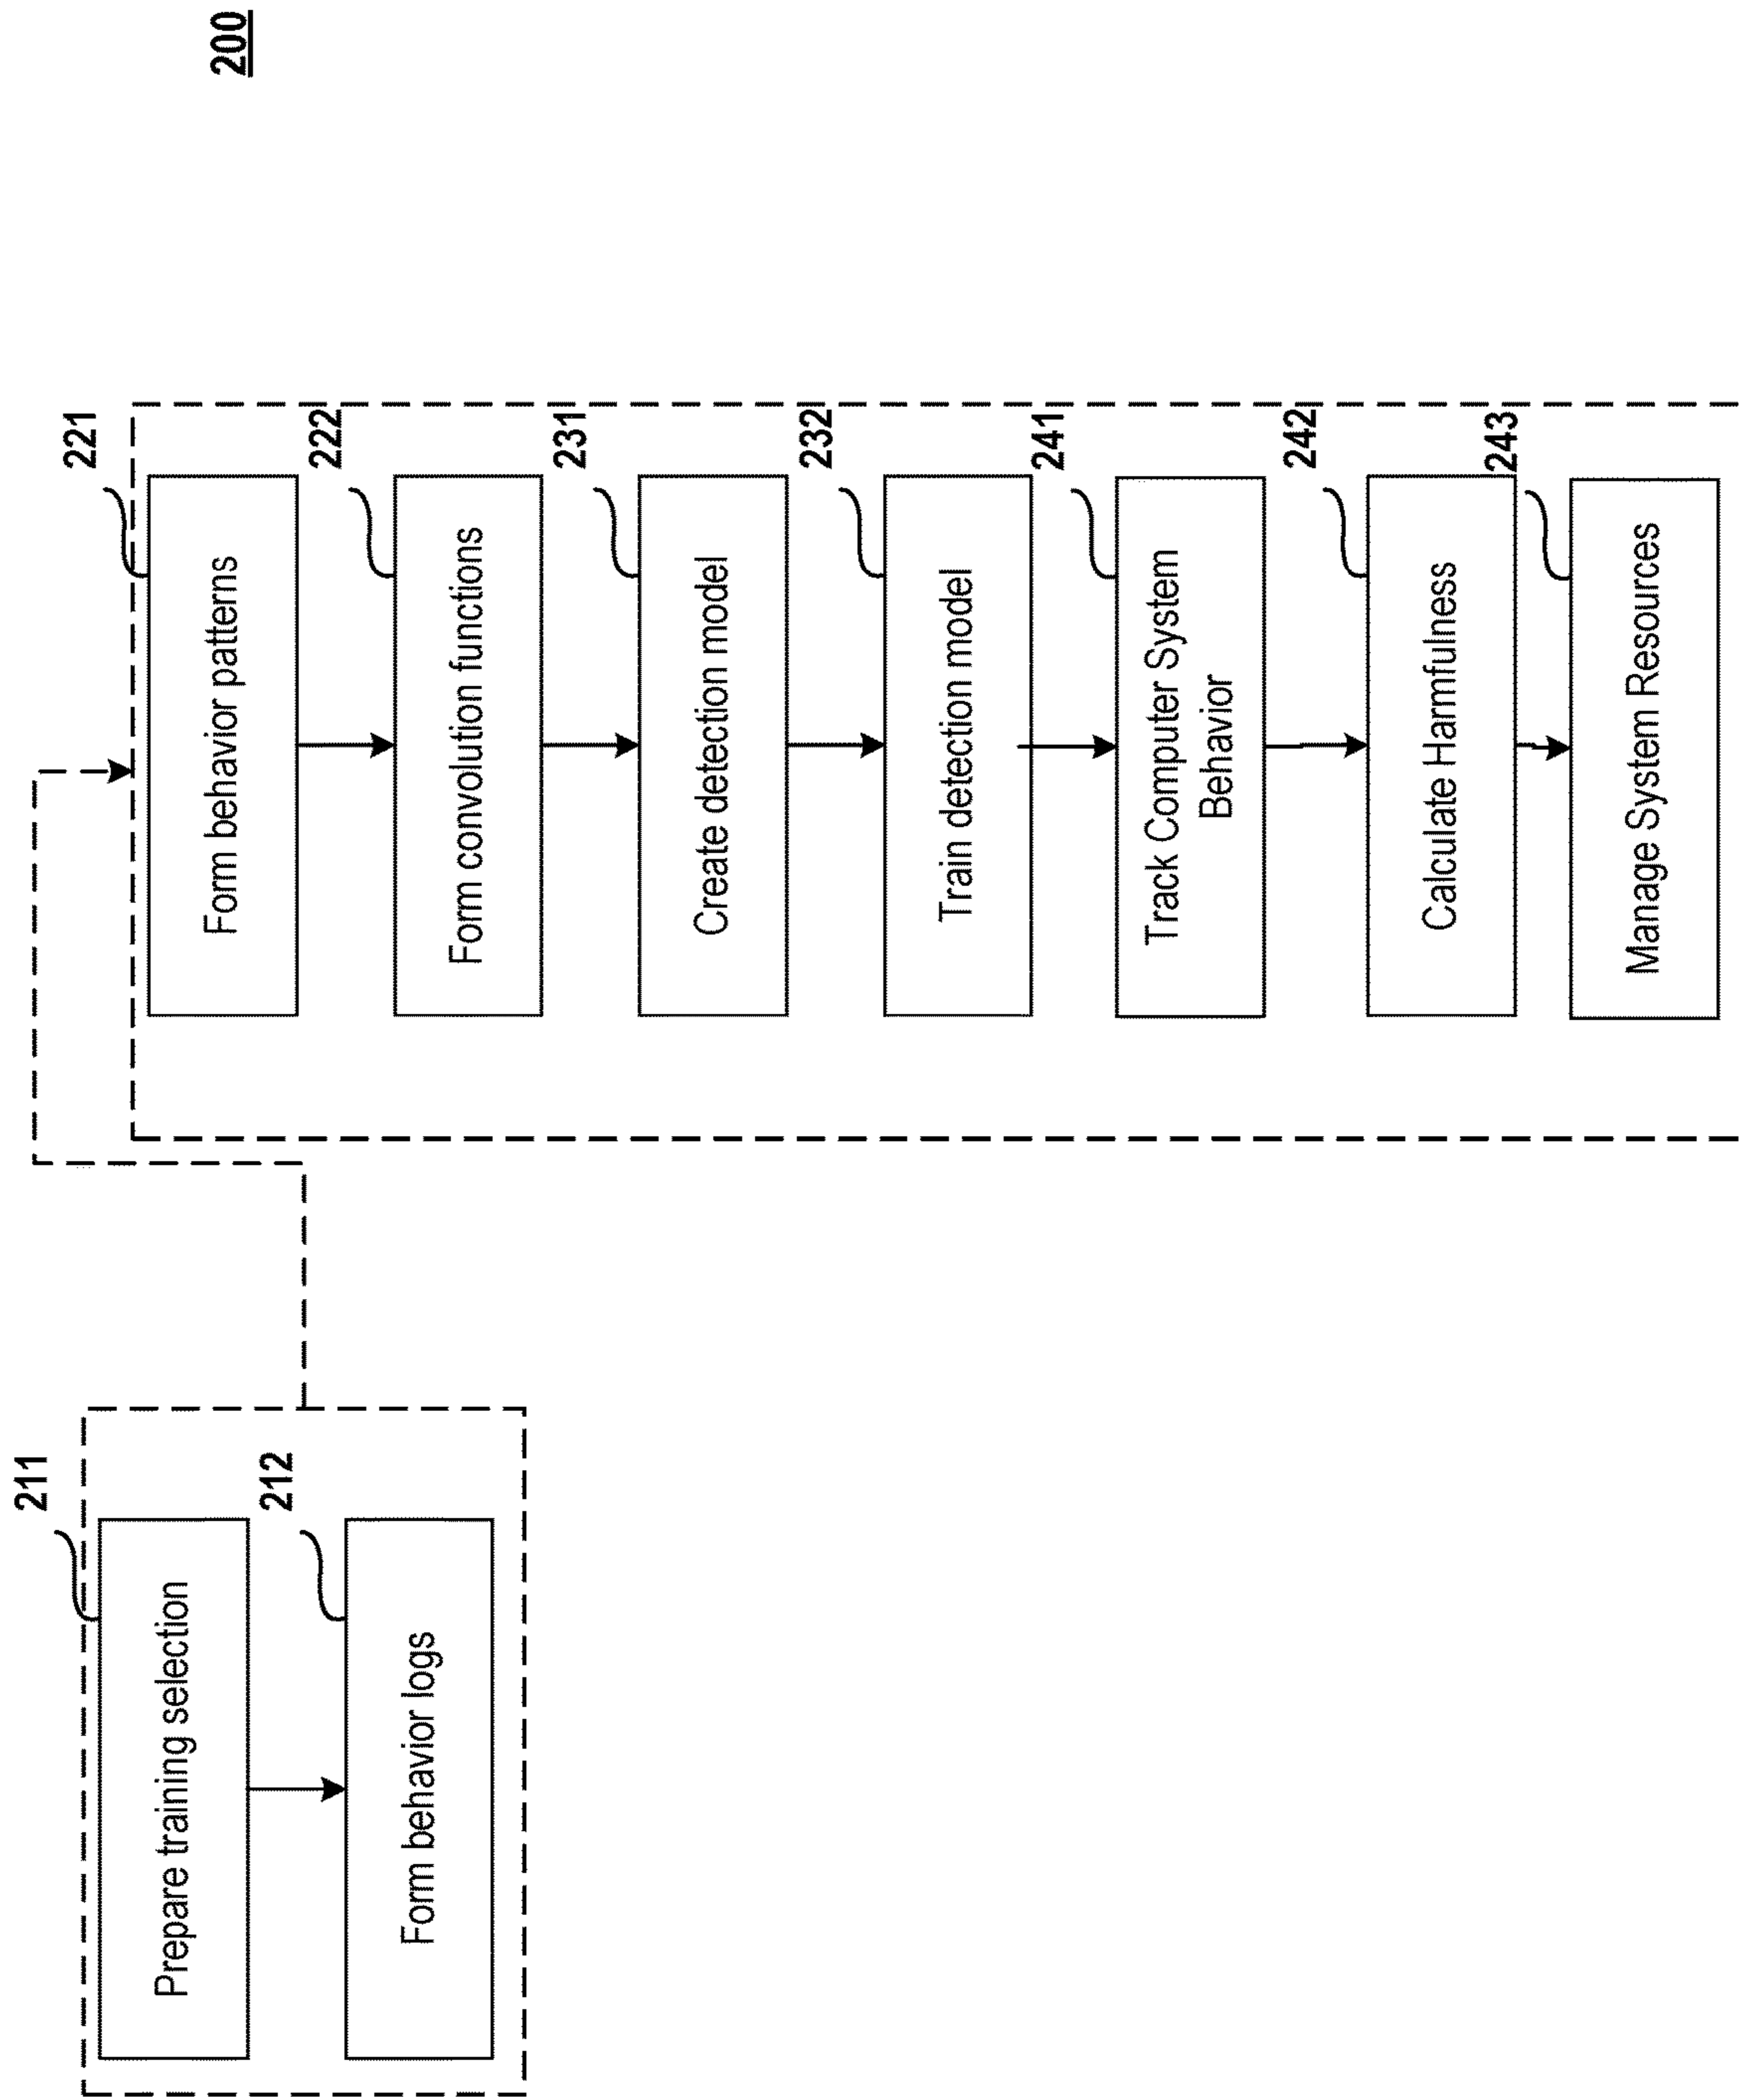 200
211
Prepare training selection
212
Form behavior logs
221
Form behavior patterns
222
Form convolution functions
231
Create detection model
232
Train detection model
241
Track Computer System
Behavior
242
Calculate Harmfulness
243
Manage System Resources